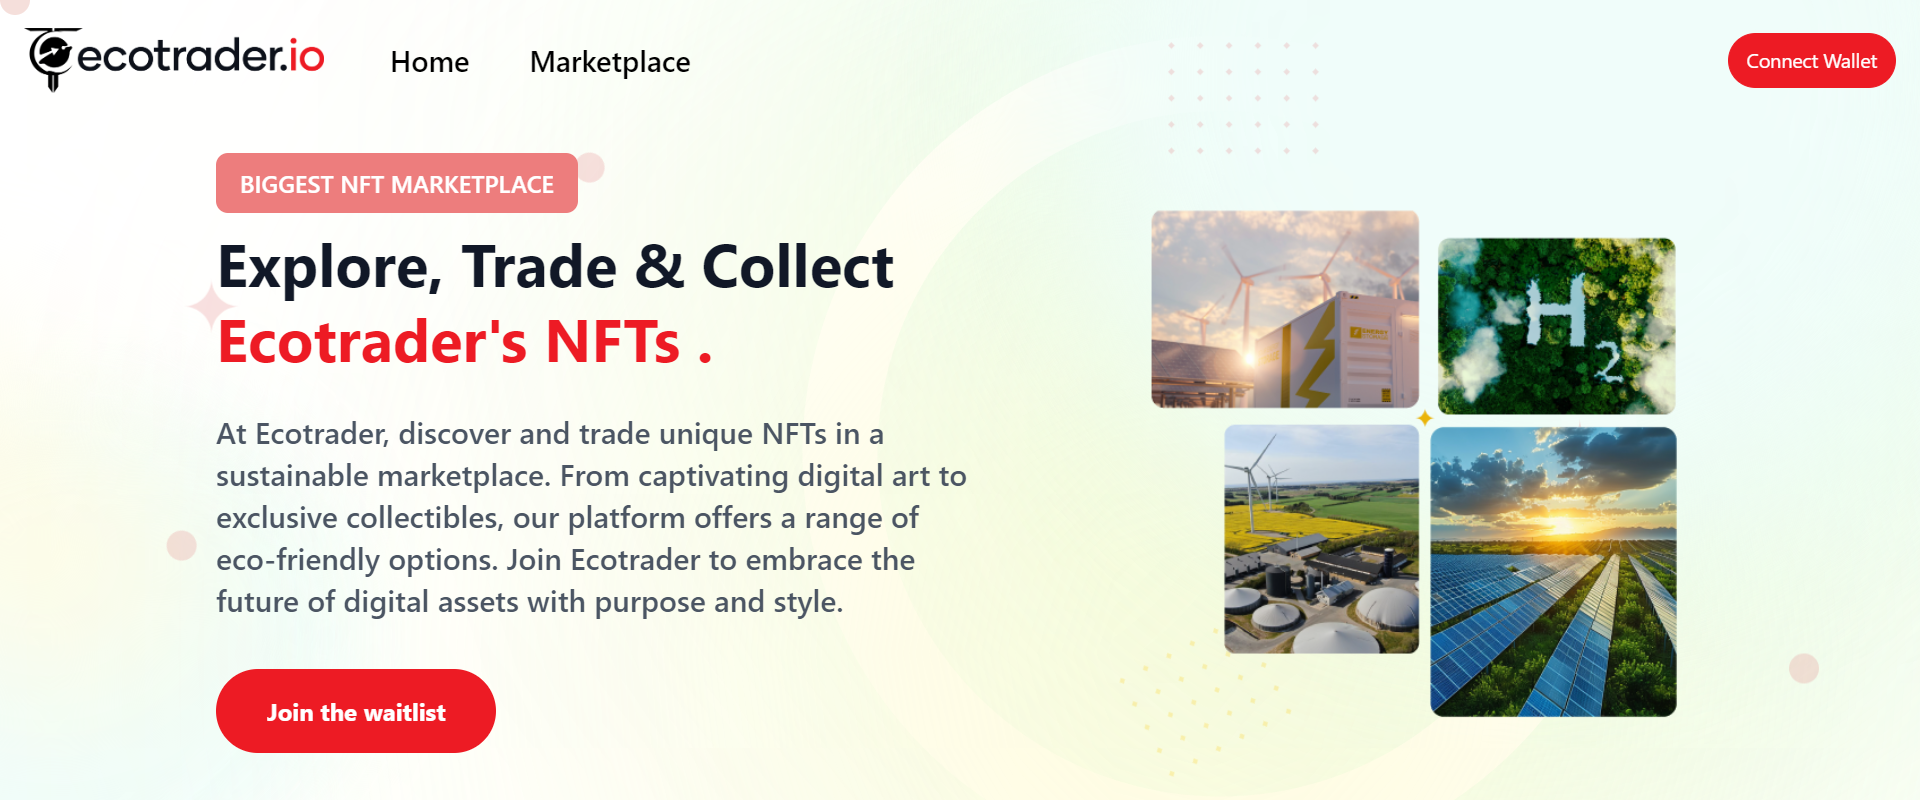 ecotrader.io
Home
Marketplace
Connect Wallet
BIGGEST NFT MARKETPLACE
Explore, Trade & Collect
Ecotrader's NFTs .
At Ecotrader, discover and trade unique NFTs in a
sustainable marketplace. From captivating digital art to
exclusive collectibles, our platform offers a range of
eco-friendly options. Join Ecotrader to embrace the
future of digital assets with purpose and style.
Join the waitlist
ENERGY
STORAGE
H
2